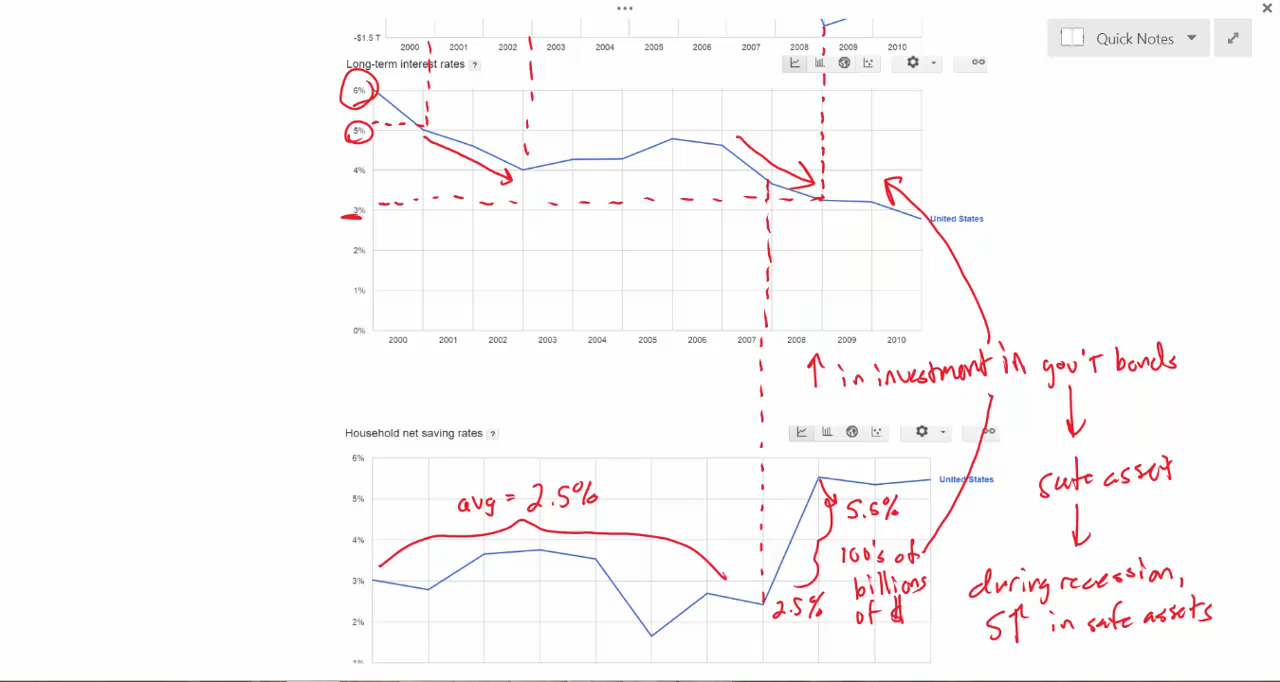 -$1.5 T
2000 2001 2002 2003 2004 2005 2006 2007 2008 2009 2010
Quick Notes
Long-term interest rates ?
6%
5%
4%
3%
2%
1%
0%
United States
2000 2001 2002 2003 2004 2005 2006 2007 2008 2009 2010
↑ in investment in gov'T bonds
safe asset
during recession,
S↑ in safe assets
Household net saving rates ?
6%
5%
4%
3%
2%
1%
United States
avg = 2.5%
5.5%
100's of
billions
of $
2.5%